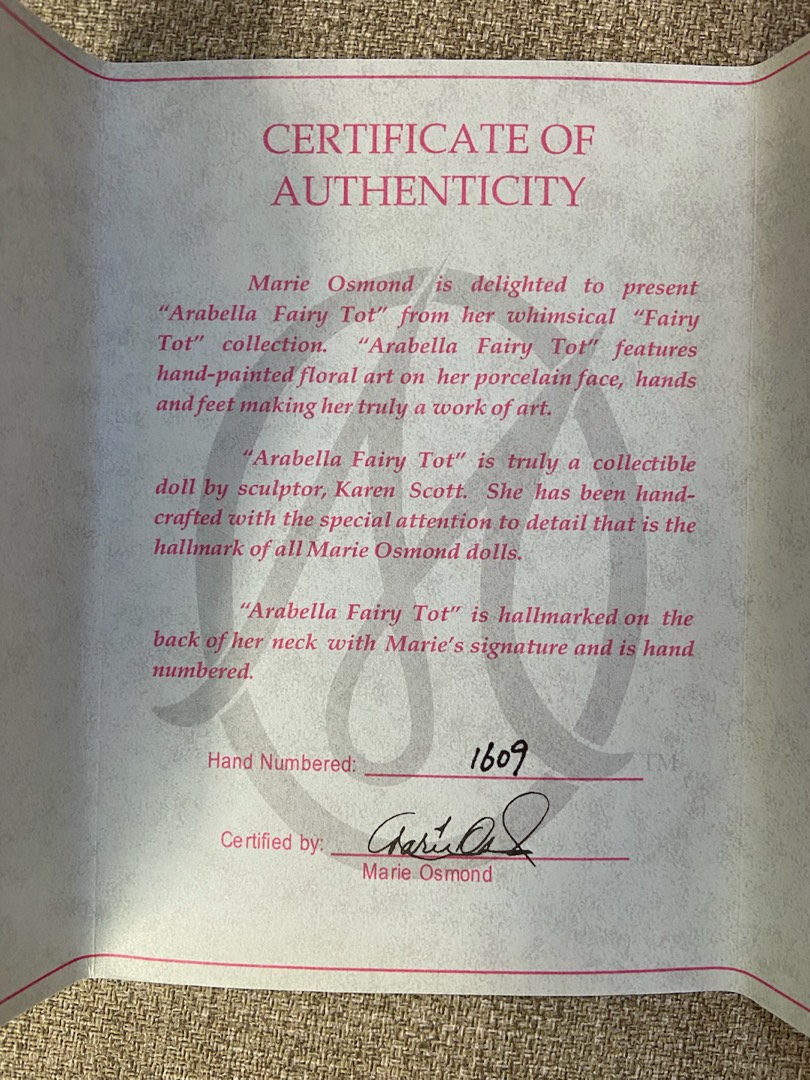 CERTIFICATE OF
AUTHENTICITY
Marie Osmond is delighted to present
“Arabella Fairy Tot” from her whimsical “Fairy
Tot” collection. “Arabella Fairy Tot” features
hand-painted floral art on her porcelain face, hands
and feet making her truly a work of art.
“Arabella Fairy Tot” is truly a collectible
doll by sculptor, Karen Scott. She has been hand-
crafted with the special attention to detail that is the
hallmark of all Marie Osmond dolls.
“Arabella Fairy Tot” is hallmarked on the
back of her neck with Marie’s signature and is hand
numbered.
Hand Numbered: 1609
TM
Certified by: Marie Osmond
Marie Osmond